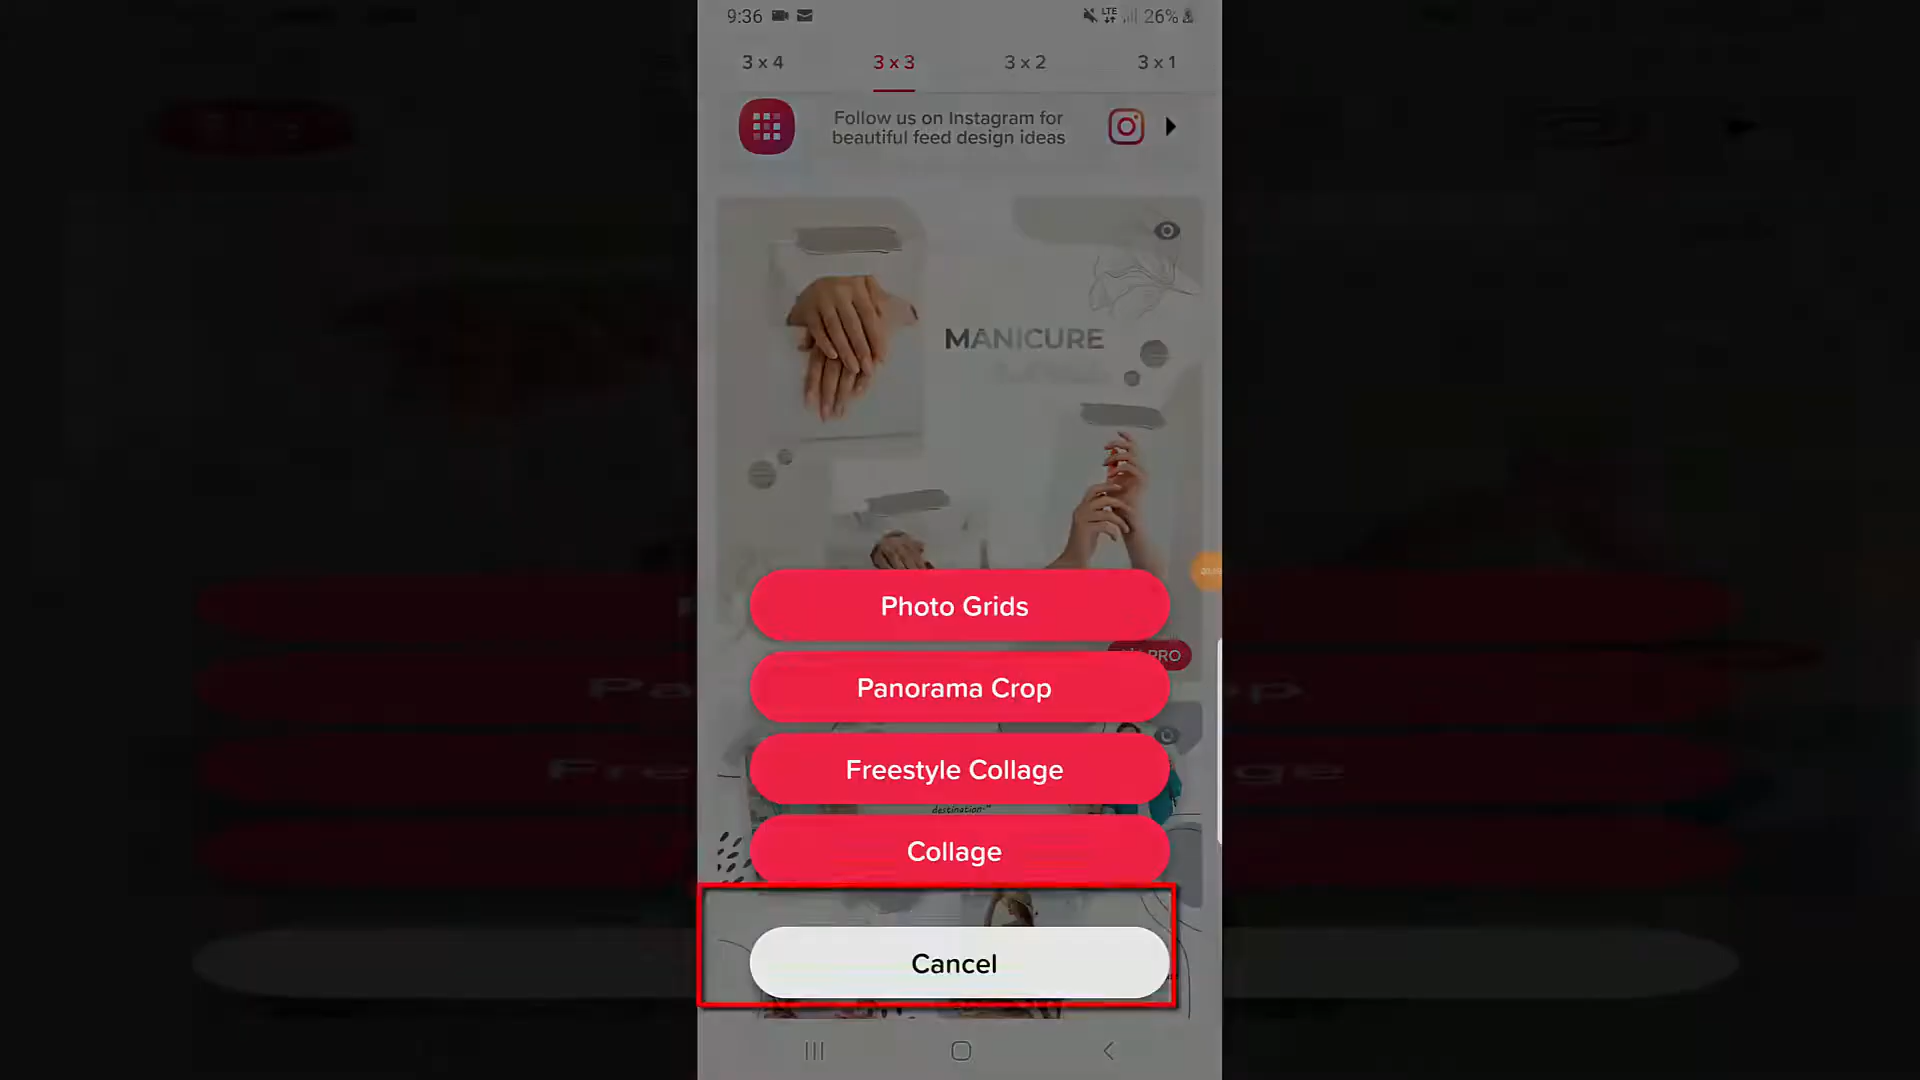 9:36 LTE 26%
3 x 4 3 x 3 3 x 2 3 x 1
Follow us on Instagram for
beautiful feed design ideas
MANICURE
Photo Grids
PRO
Panorama Crop
Freestyle Collage
destination-"
Collage
Cancel